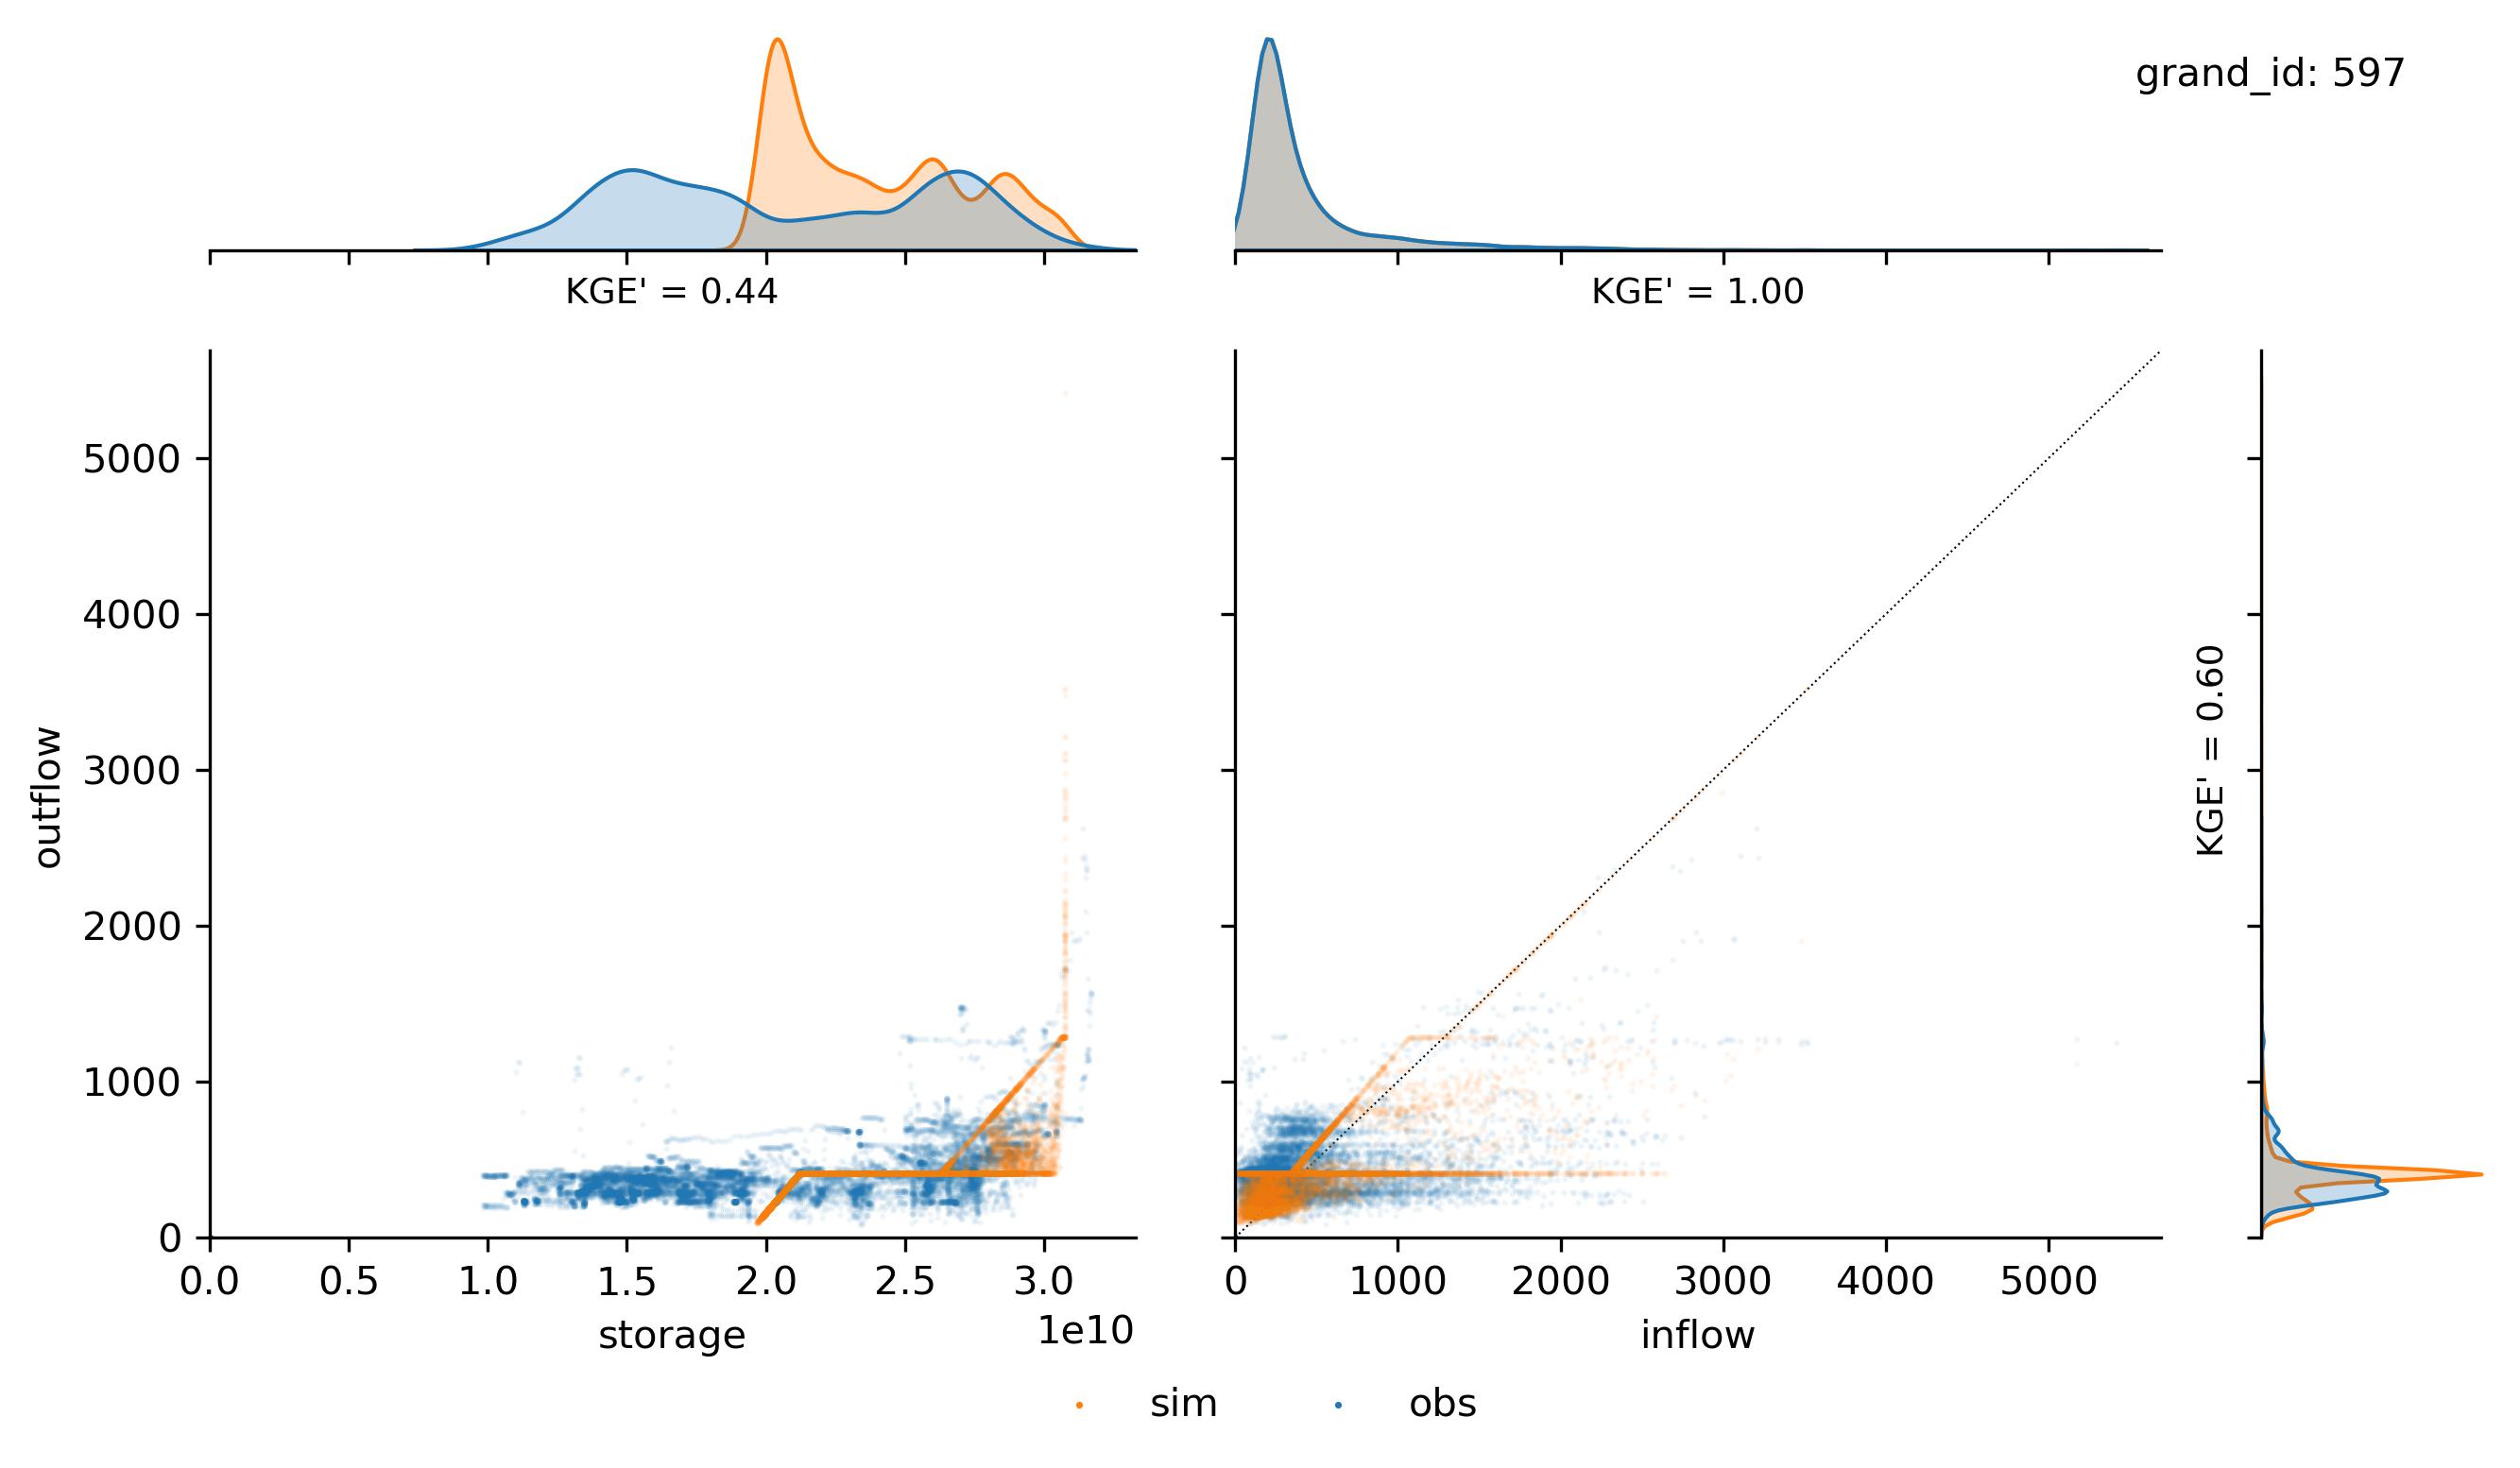 grand_id: 597
KGE' = 0.44
KGE' = 1.00
outflow
5000
4000
3000
2000
1000
0
0.0 0.5 1.0 1.5 2.0 2.5 3.0
1e10
storage
0 1000 2000 3000 4000 5000
inflow
KGE' = 0.60
sim obs